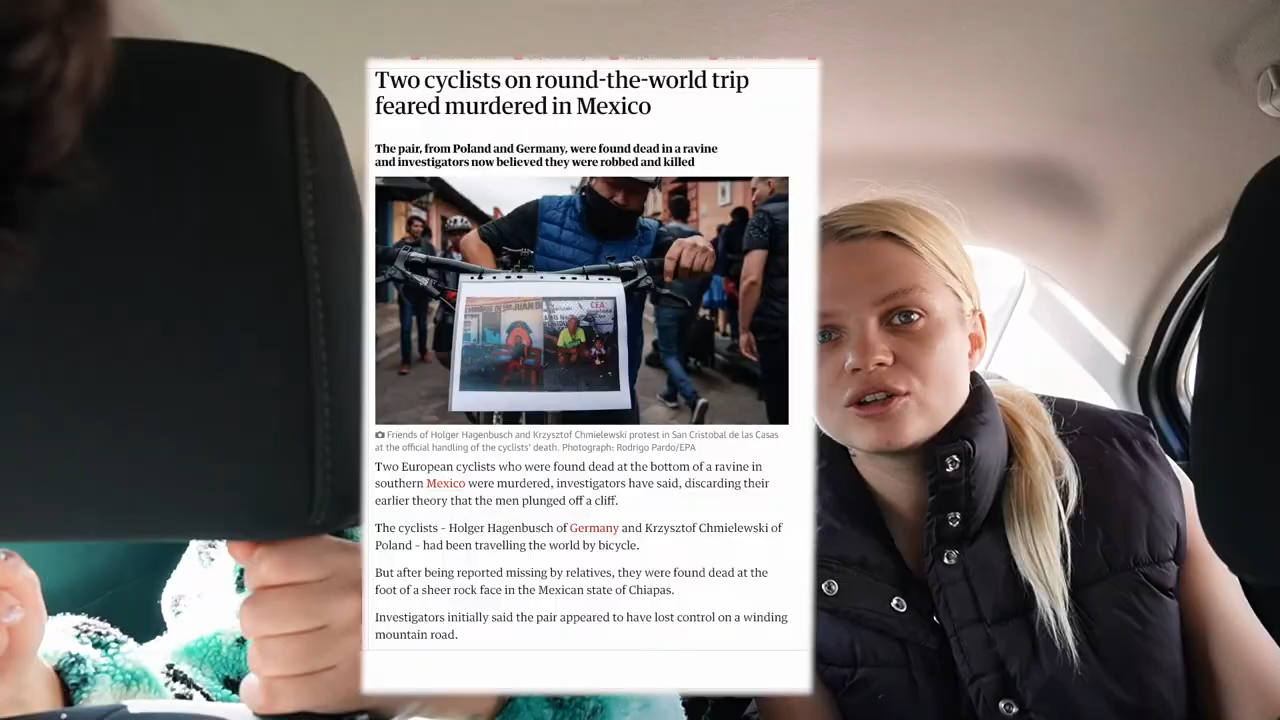 Two cyclists on round-the-world trip
feared murdered in Mexico
The pair, from Poland and Germany, were found dead in a ravine
and investigators now believed they were robbed and killed
CEA
Friends of Holger Hagenbusch and Krzysztof Chmielewski protest in San Cristobal de las Casas
at the official handling of the cyclists' death. Photograph: Rodrigo Pardo/EPA
Two European cyclists who were found dead at the bottom of a ravine in
southern Mexico were murdered, investigators have said, discarding their
earlier theory that the men plunged off a cliff.
The cyclists – Holger Hagenbusch of Germany and Krzysztof Chmielewski of
Poland – had been travelling the world by bicycle.
But after being reported missing by relatives, they were found dead at the
foot of a sheer rock face in the Mexican state of Chiapas.
Investigators initially said the pair appeared to have lost control on a winding
mountain road.